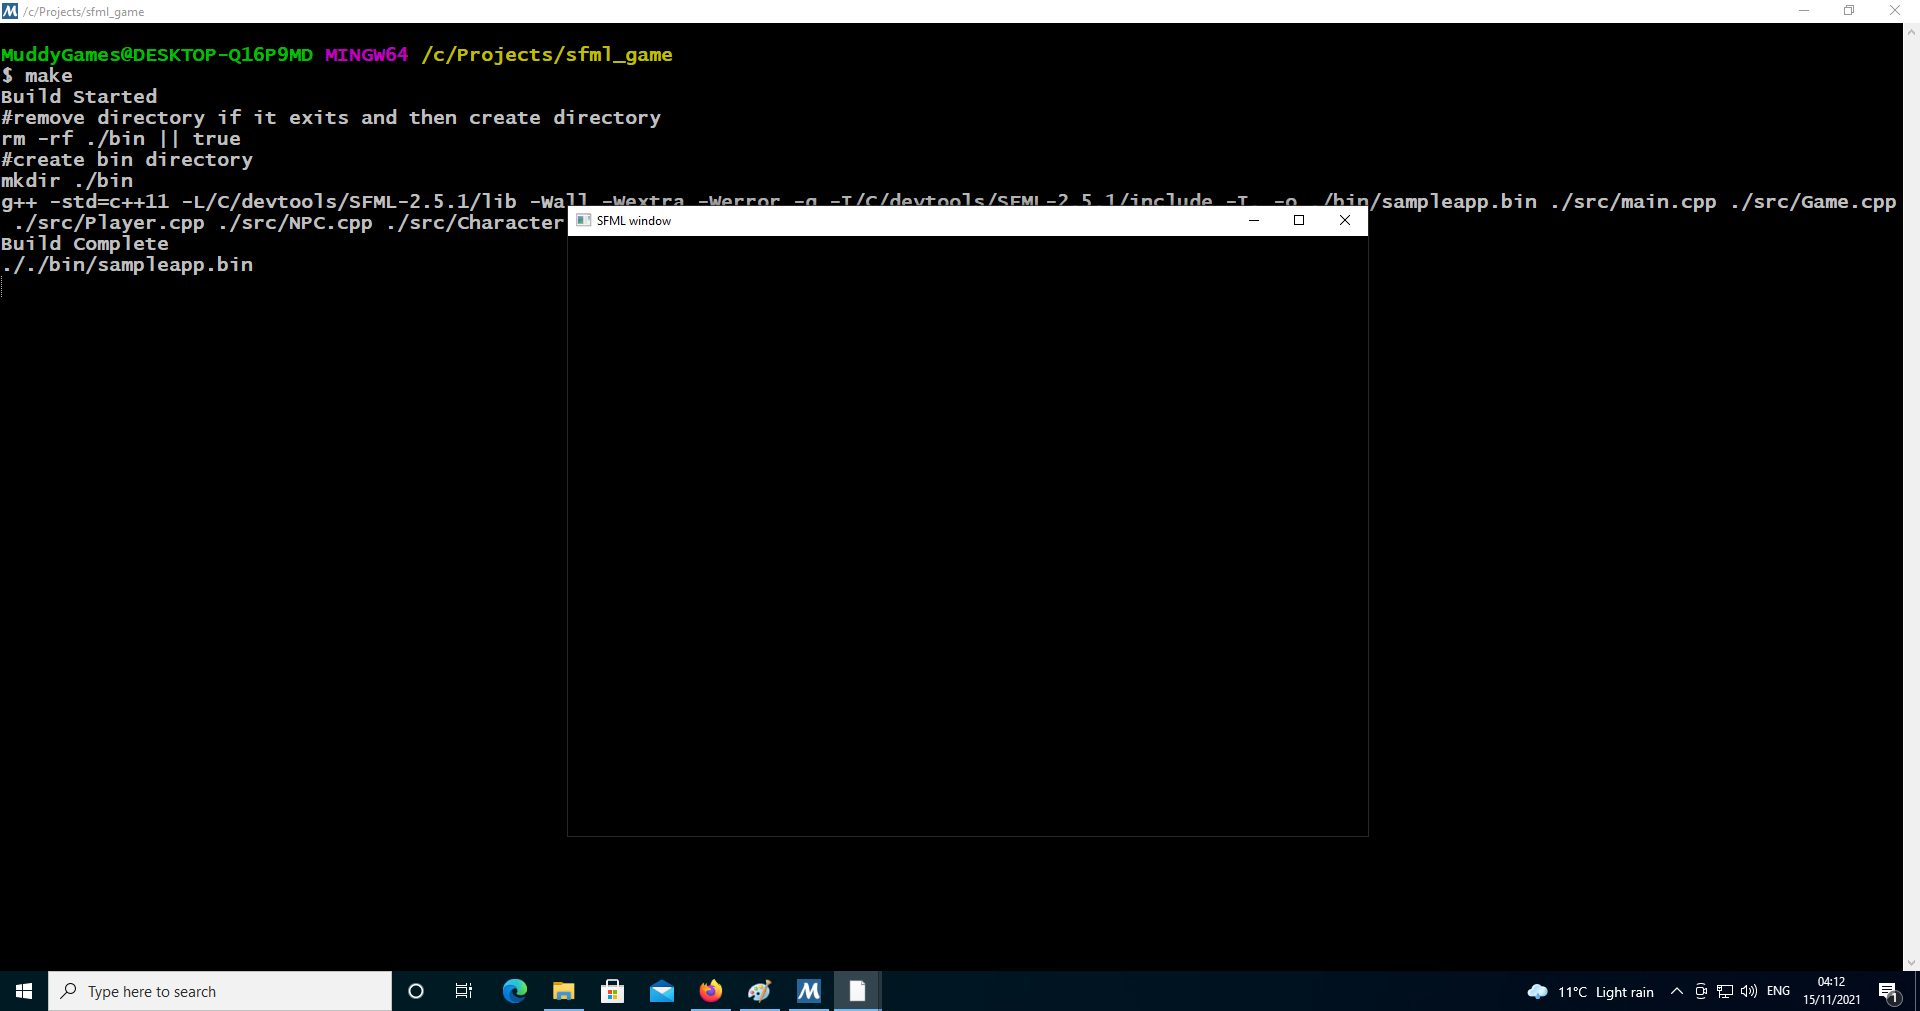 /c/Projects/sfml_game
MuddyGames@DESKTOP-Q16P9MD MINGW64 /c/Projects/sfml_game
$ make
Build Started
#remove directory if it exits and then create directory
rm -rf ./bin || true
#create bin directory
mkdir ./bin
g++ -std=c++11 -L/C/devtools/SFML-2.5.1/lib -Wall -Wextra -Werror -g -I/C/devtools/SFML-2.5.1/include -I. -o ./bin/sampleapp.bin ./src/main.cpp ./src/Game.cpp
./src/Player.cpp ./src/NPC.cpp ./src/Character
SFML window
Build Complete
././bin/sampleapp.bin
Type here to search
11°C Light rain
ENG
04:12
15/11/2021
1